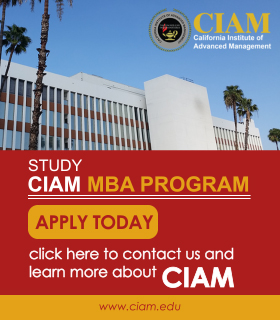 CIAM
California Institute of
Advanced Management
STUDY
CIAM MBA PROGRAM
APPLY TODAY
click here to contact us and
learn more about CIAM
www.ciam.edu